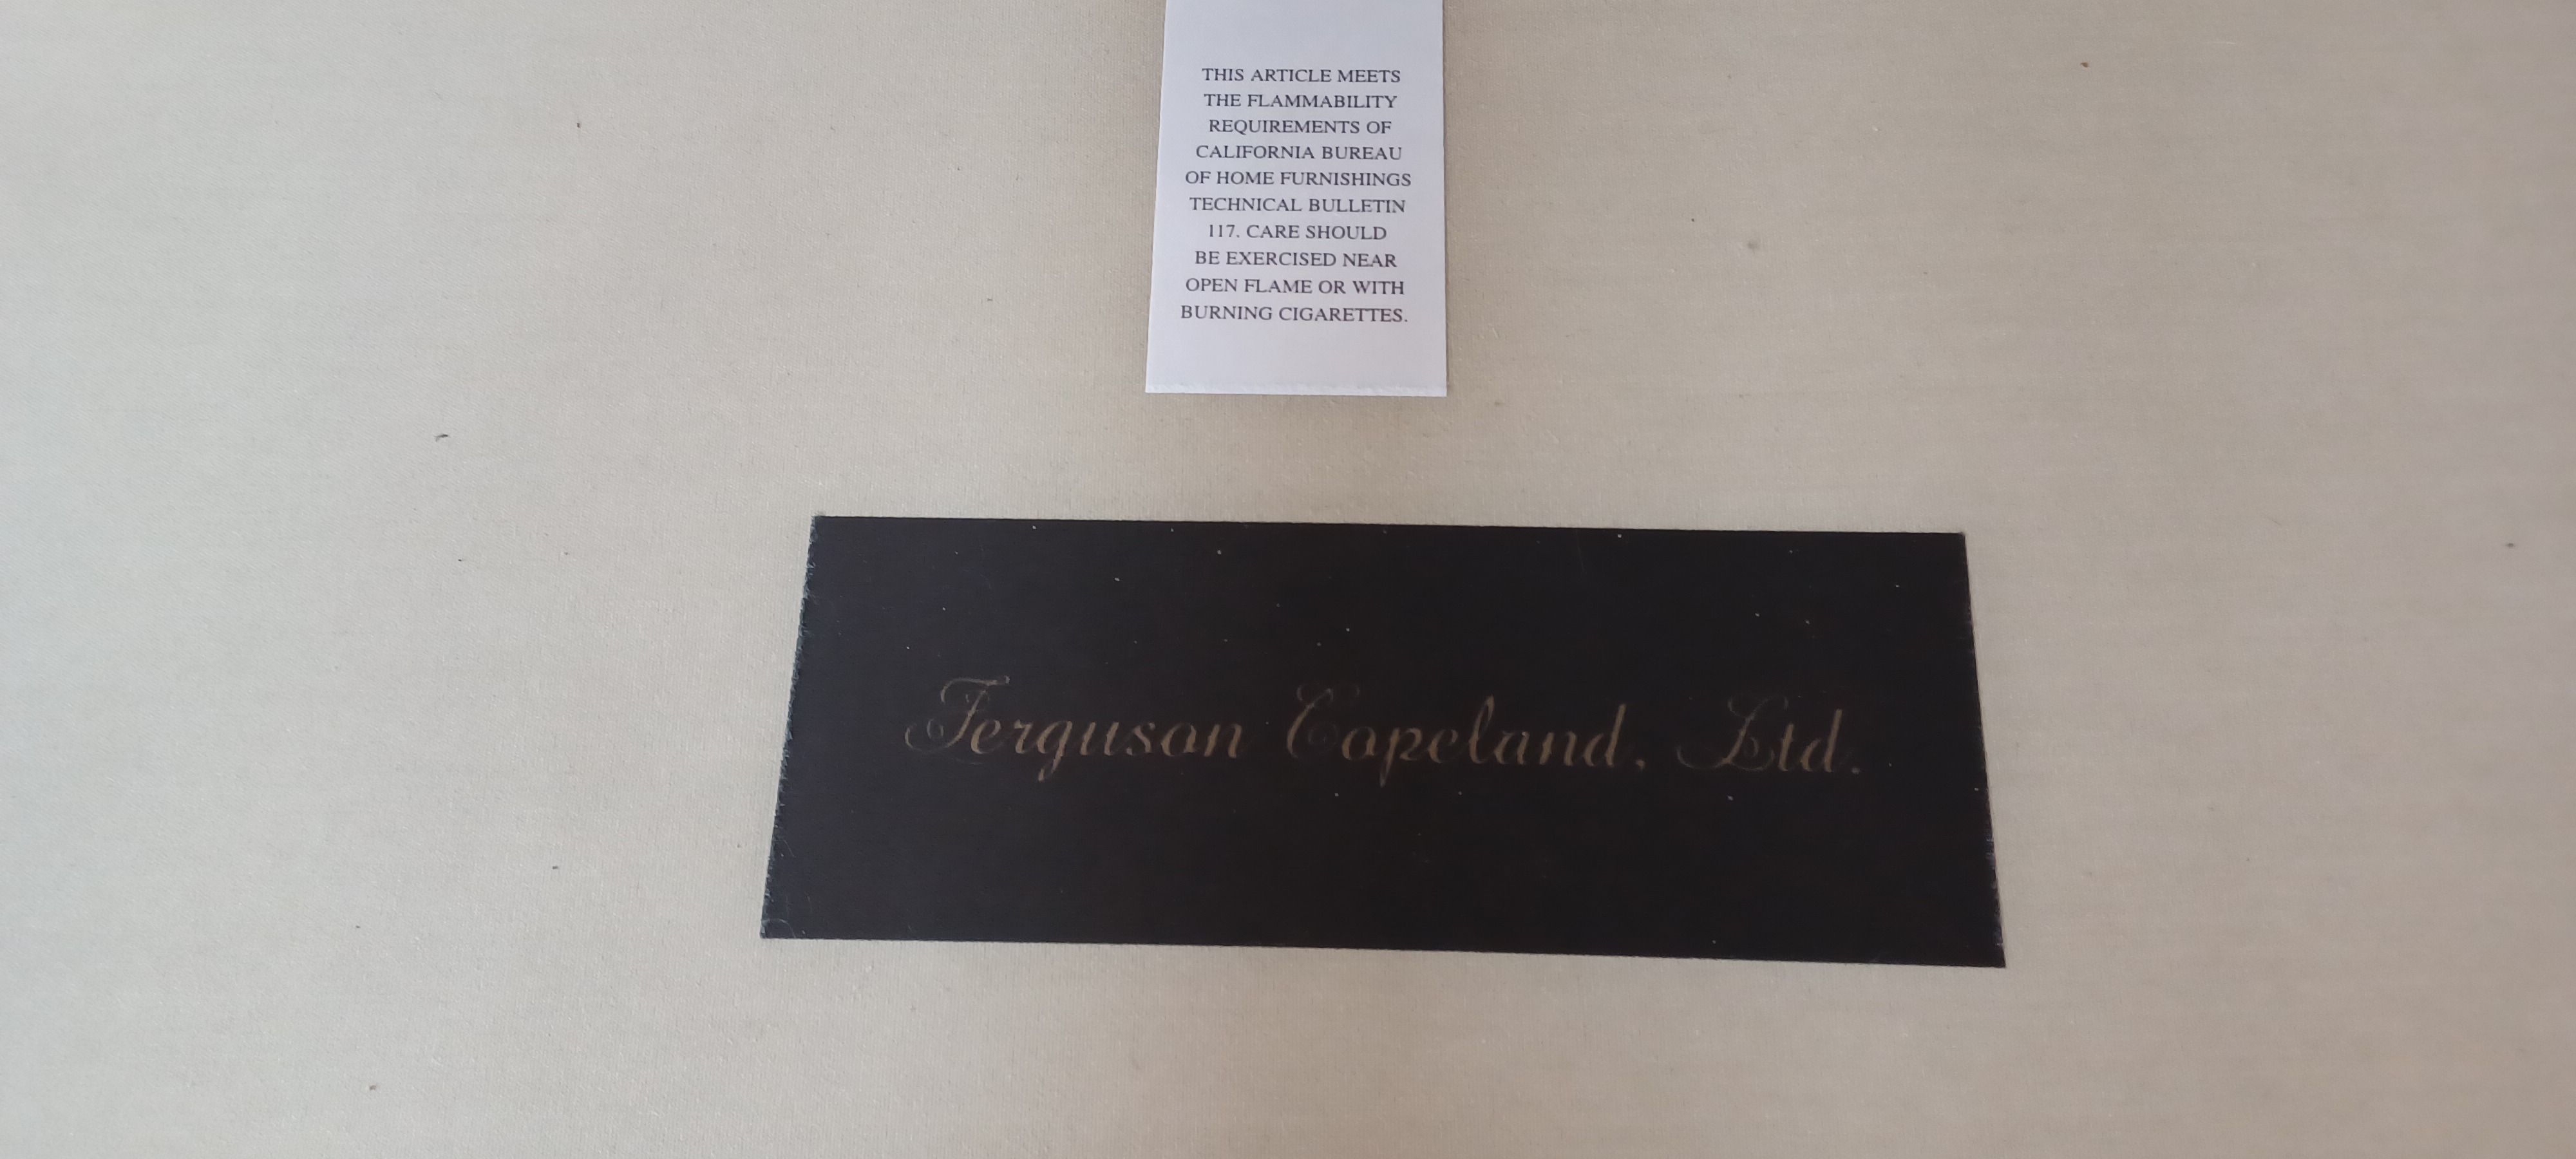 THIS ARTICLE MEETS
THE FLAMMABILITY
REQUIREMENTS OF
CALIFORNIA BUREAU
OF HOME FURNISHINGS
TECHNICAL BULLETIN
117. CARE SHOULD
BE EXERCISED NEAR
OPEN FLAME OR WITH
BURNING CIGARETTES.
Ferguson Copeland, Ltd.